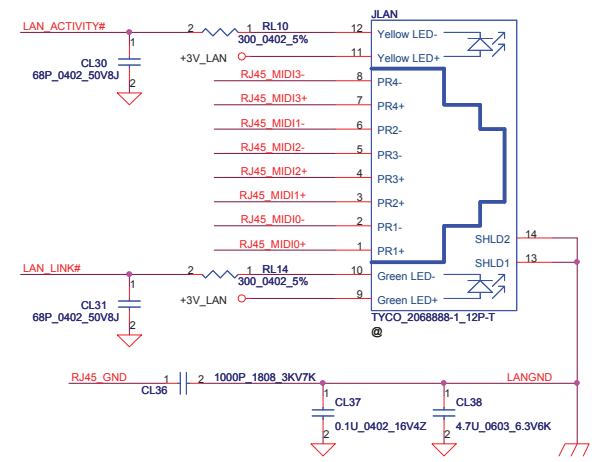 JLAN
LAN_ACTIVITY# 2 1 RL10 12 Yellow LED-
300_0402_5%
1 CL30 2 68P_0402_50V8J
+3V_LAN 11 Yellow LED+
RJ45_MIDI3- 8 PR4-
RJ45_MIDI3+ 7 PR4+
RJ45_MIDI1- 6 PR2-
RJ45_MIDI2- 5 PR3-
RJ45_MIDI2+ 4 PR3+
RJ45_MIDI1+ 3 PR2+
RJ45_MIDI0- 2 PR1-
RJ45_MIDI0+ 1 PR1+
SHLD2 14
SHLD1 13
LAN_LINK# 2 1 RL14 10 Green LED-
300_0402_5%
1 CL31 2 68P_0402_50V8J
+3V_LAN 9 Green LED+
TYCO_2068888-1_12P-T
@
RJ45_GND 1 2 1000P_1808_3KV7K LANGND
CL36
1 CL37 2 0.1U_0402_16V4Z
1 CL38 2 4.7U_0603_6.3V6K